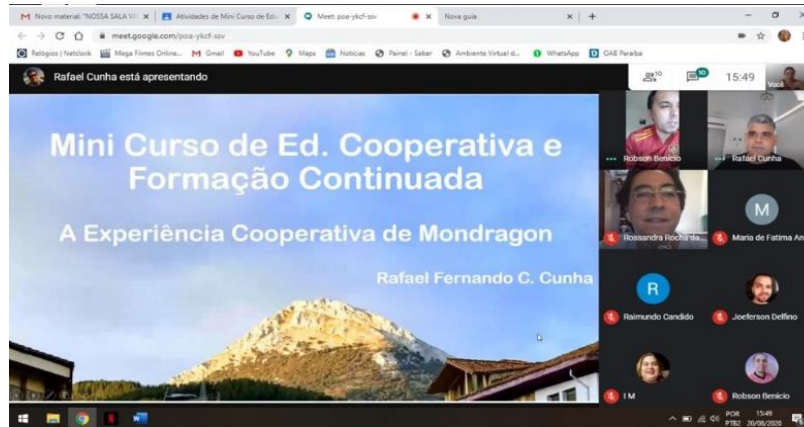 Novo material: "NOSSA SALA VI
Atividades de Mini Curso de Edu
Meet: poa-ykcf-ssv
Nova guia
meet.google.com/poa-ykcf-ssv
Relógios | Netclock
Mega Filmes Online...
Gmail
YouTube
Maps
Notícias
Painel - Saber
Ambiente Virtual d...
WhatsApp
OAB Paraíba
Rafael Cunha está apresentando
10
10
15:49
Você
Mini Curso de Ed. Cooperativa e
Formação Continuada
A Experiência Cooperativa de Mondragon
Rafael Fernando C. Cunha
Robson Benicio
Rafael Cunha
Rossandra Rocha da...
M
Maria de Fatima An
R
Raimundo Candido
Joeferson Delfino
I M
Robson Benicio
POR
PTB2
15:49
20/08/2020